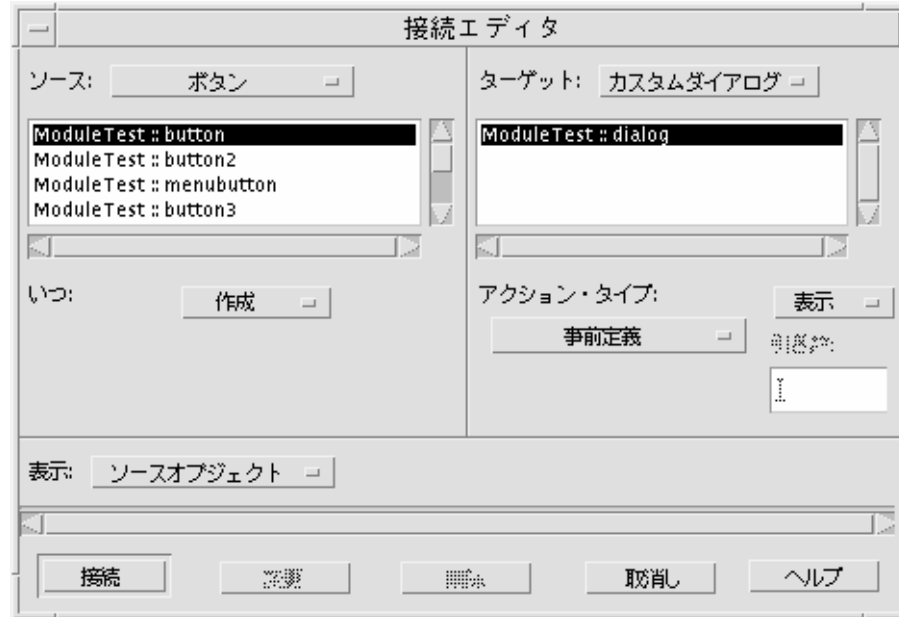 接続エディタ
ソース: ボタン
ターゲット: カスタムダイアログ
ModuleTest :: button
ModuleTest :: button2
ModuleTest :: menubutton
ModuleTest :: button3
ModuleTest :: dialog
いつ: 作成
アクション・タイプ: 表示
事前定義
表示: ソースオブジェクト
接続
取消し
ヘルプ